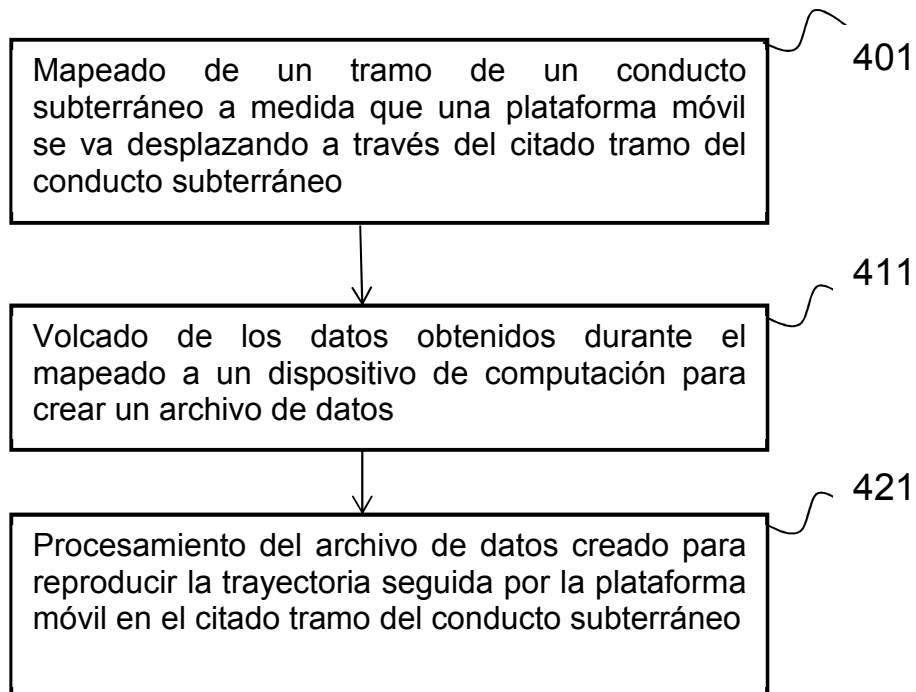 401
Mapeado de un tramo de un conducto
subterráneo a medida que una plataforma móvil
se va desplazando a través del citado tramo del
conducto subterráneo
411
Volcado de los datos obtenidos durante el
mapeado a un dispositivo de computación para
crear un archivo de datos
421
Procesamiento del archivo de datos creado para
reproducir la trayectoria seguida por la plataforma
móvil en el citado tramo del conducto subterráneo